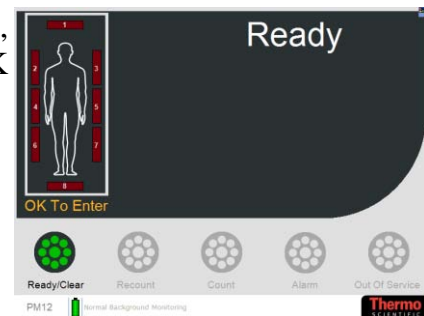 ,
K
Ready
1
2
3
4
5
6
7
8
OK To Enter
Ready/Clear
Recount
Count
Alarm
Out Of Service
PM12
Normal Background Monitoring
Thermo
SCIENTIFIC